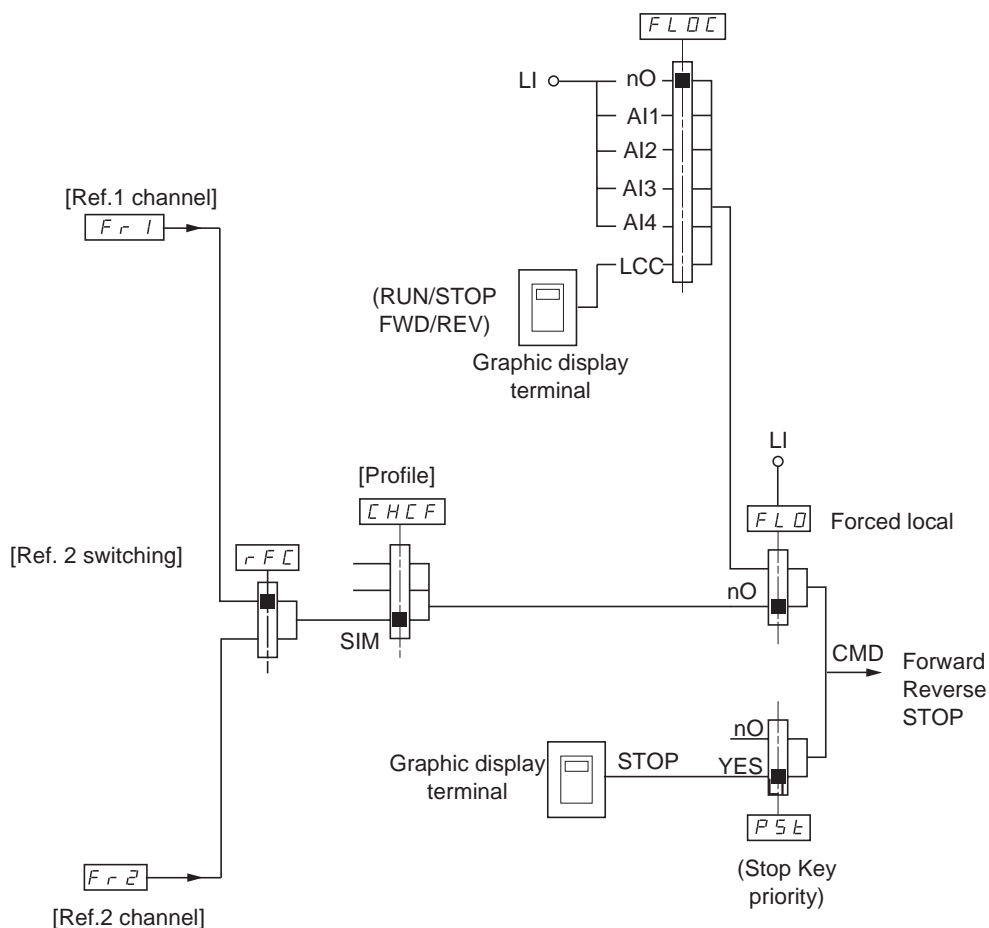 FLOC
LI
nO
AI1
AI2
AI3
AI4
LCC
[Ref.1 channel]
Fr1
(RUN/STOP
FWD/REV)
Graphic display
terminal
LI
[Profile]
CHCF
FLO
Forced local
[Ref. 2 switching]
rFC
nO
SIM
CMD
Forward
Reverse
STOP
nO
Graphic display
terminal
STOP
YES
LI
PSt
(Stop Key
priority)
Fr2
[Ref.2 channel]